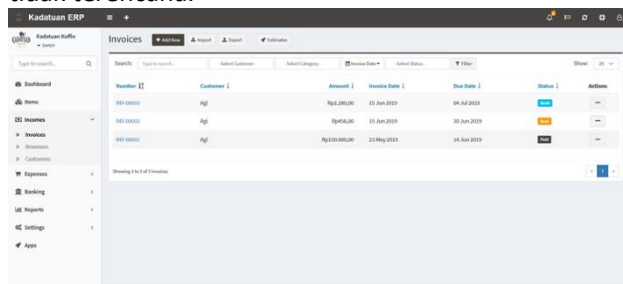 Kadatuan ERP
Kadatuan Koffie
Switch
Type to search..
Dashboard
Items
Incomes
Invoices
Revenues
Customers
Expenses
Banking
Reports
Settings
Apps
Invoices + Add New Import Export Estimates
Search: Type to search.. - Select Customer - - Select Category - Invoice Date - Select Status - Filter Show: 25
Number Customer Amount Invoice Date Due Date Status Actions
INV-00003 Agi Rp2.280,00 15 Jun 2019 04 Jul 2019
INV-00002 Agi Rp456,00 15 Jun 2019 30 Jun 2019
INV-00001 Agi Rp150.000,00 23 May 2019 14 Jun 2019 Paid
Showing 1 to 3 of 3 invoices
1